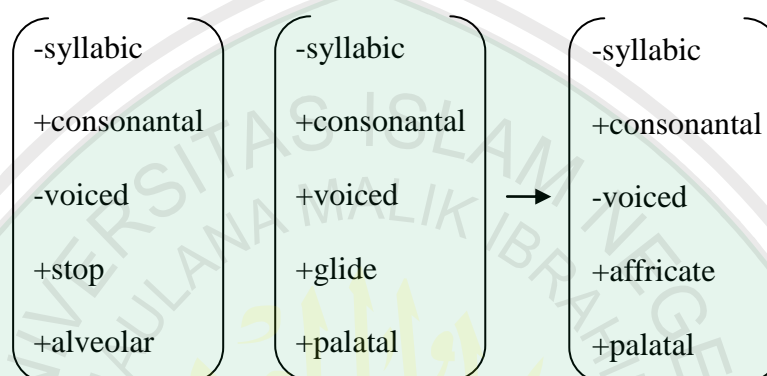 -syllabic -syllabic -syllabic
+consonantal +consonantal +consonantal
-voiced +voiced -voiced
+stop +glide +affricate
+alveolar +palatal +palatal